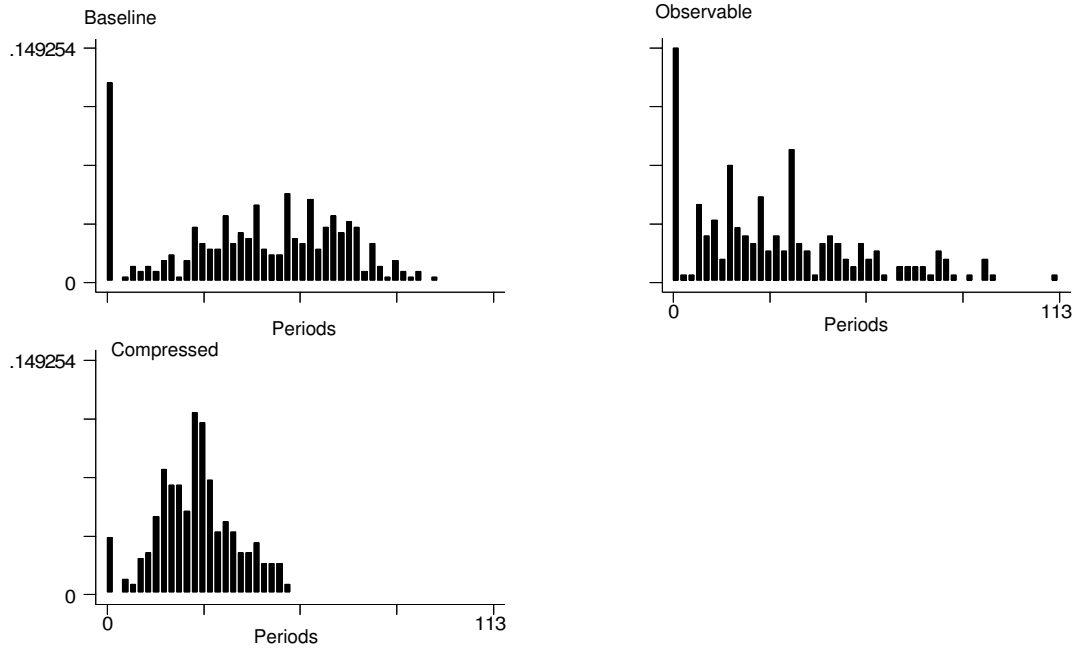 Baseline
.149254
0
Periods
Observable
0
113
Periods
Compressed
.149254
0
0
113
Periods